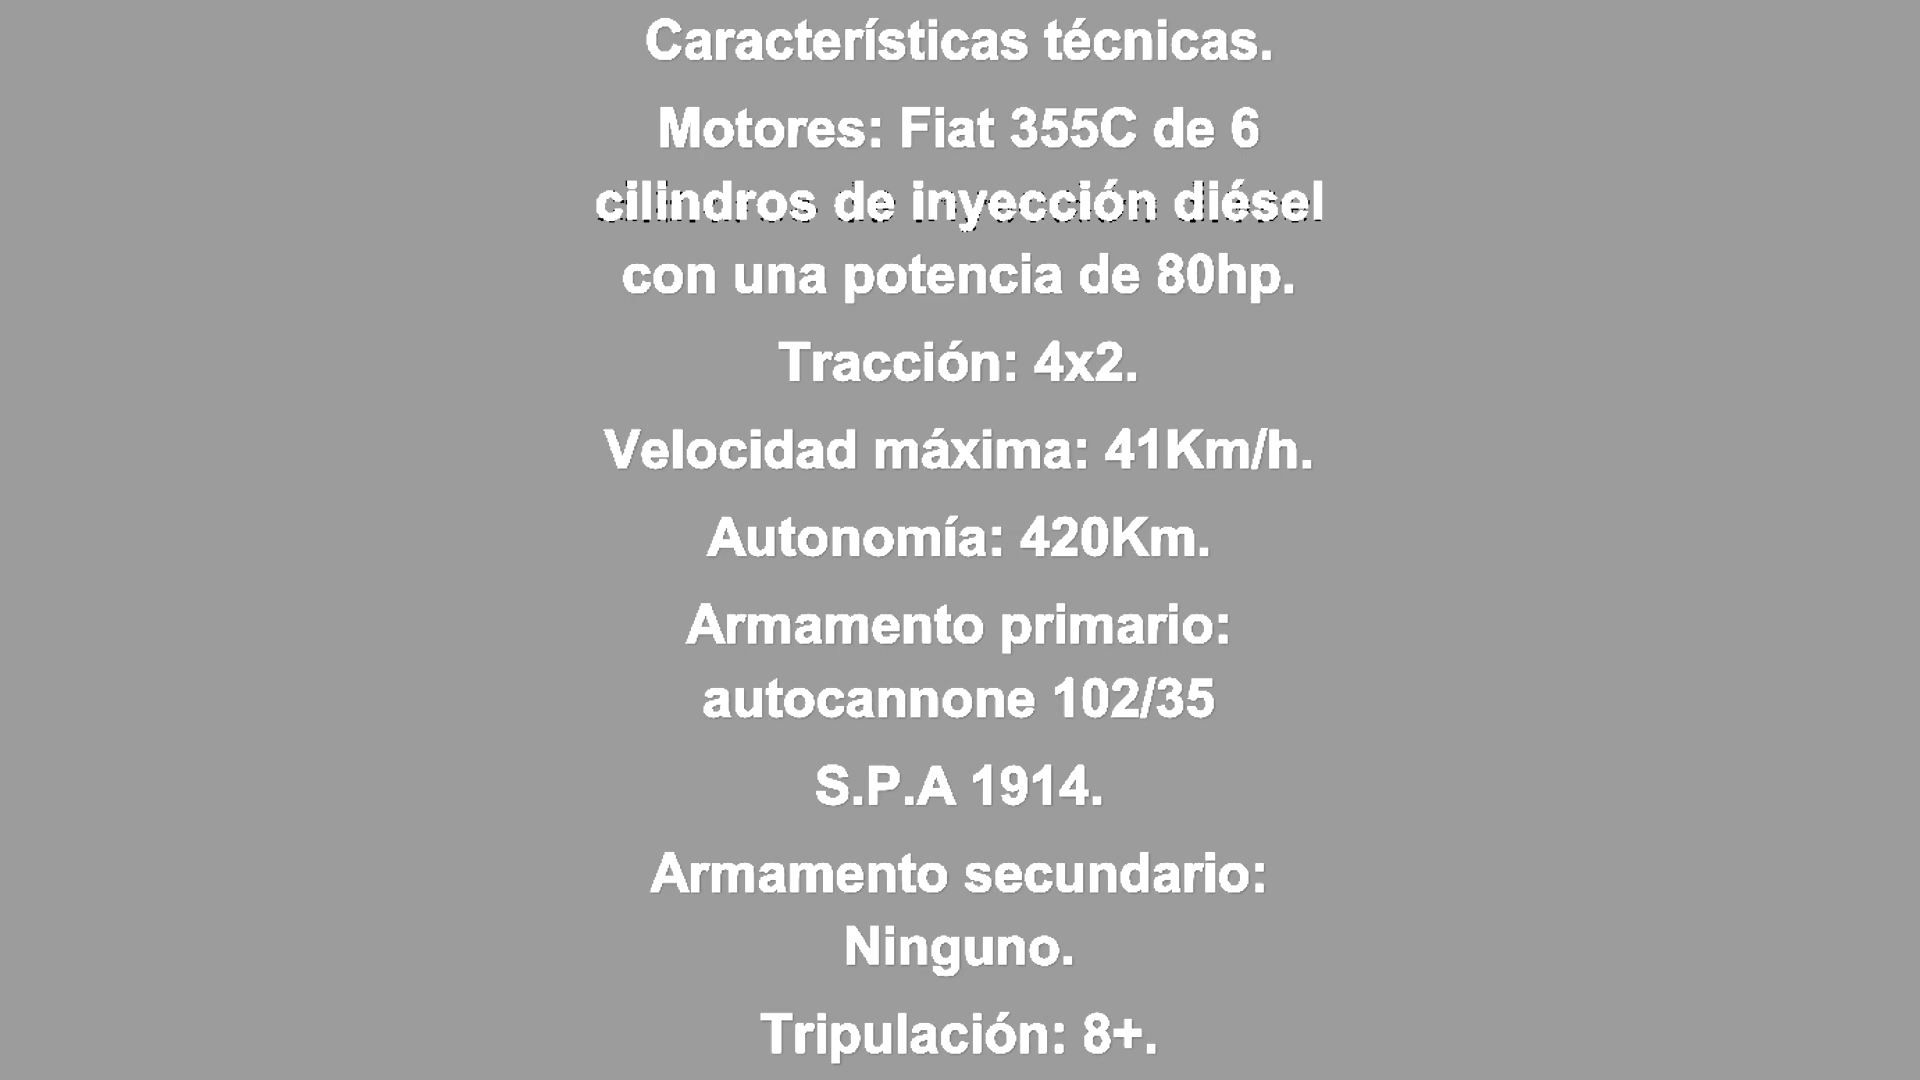 Características técnicas.
Motores: Fiat 355C de 6
cilindros de inyección diésel
con una potencia de 80hp.
Tracción: 4x2.
Velocidad máxima: 41Km/h.
Autonomía: 420Km.
Armamento primario:
autocannone 102/35
S.P.A 1914.
Armamento secundario:
Ninguno.
Tripulación: 8+.